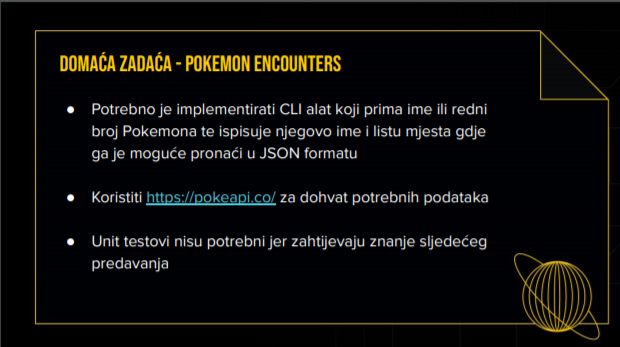 DOMAĆA ZADAĆA - POKEMON ENCOUNTERS
● Potrebno je implementirati CLI alat koji prima ime ili redni
broj Pokemona te ispisuje njegovo ime i listu mjesta gdje
ga je moguće pronaći u JSON formatu
● Koristiti https://pokeapi.co/ za dohvat potrebnih podataka
● Unit testovi nisu potrebni jer zahtijevaju znanje sljedećeg
predavanja